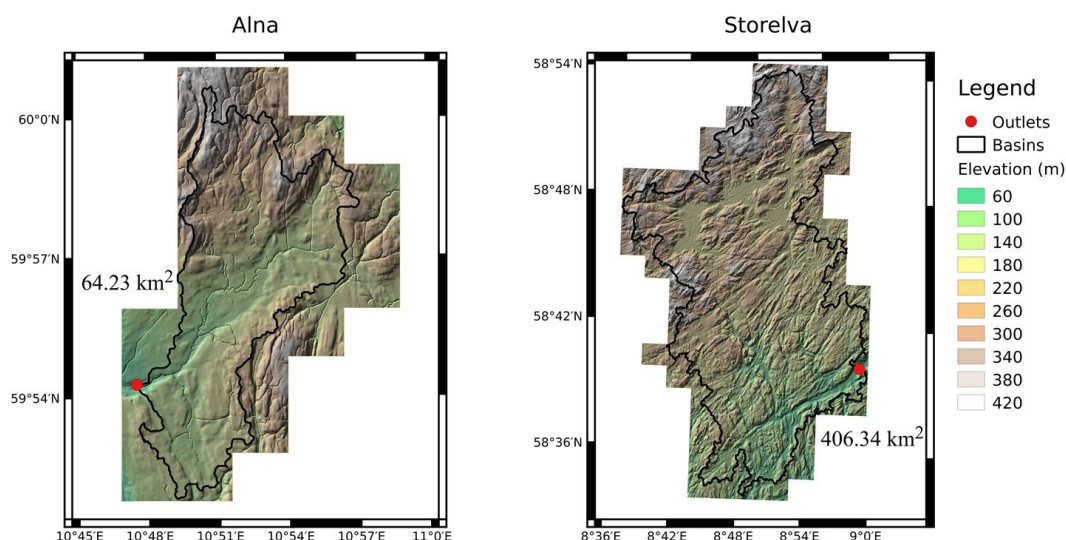 Alna
60°0′N
59°57′N
59°54′N
64.23 km²
10°45′E 10°48′E 10°51′E 10°54′E 10°57′E 11°0′E
Storelva
58°54′N
58°48′N
58°42′N
58°36′N
406.34 km²
8°36′E 8°42′E 8°48′E 8°54′E 9°0′E
Legend
Outlets
Basins
Elevation (m)
60
100
140
180
220
260
300
340
380
420